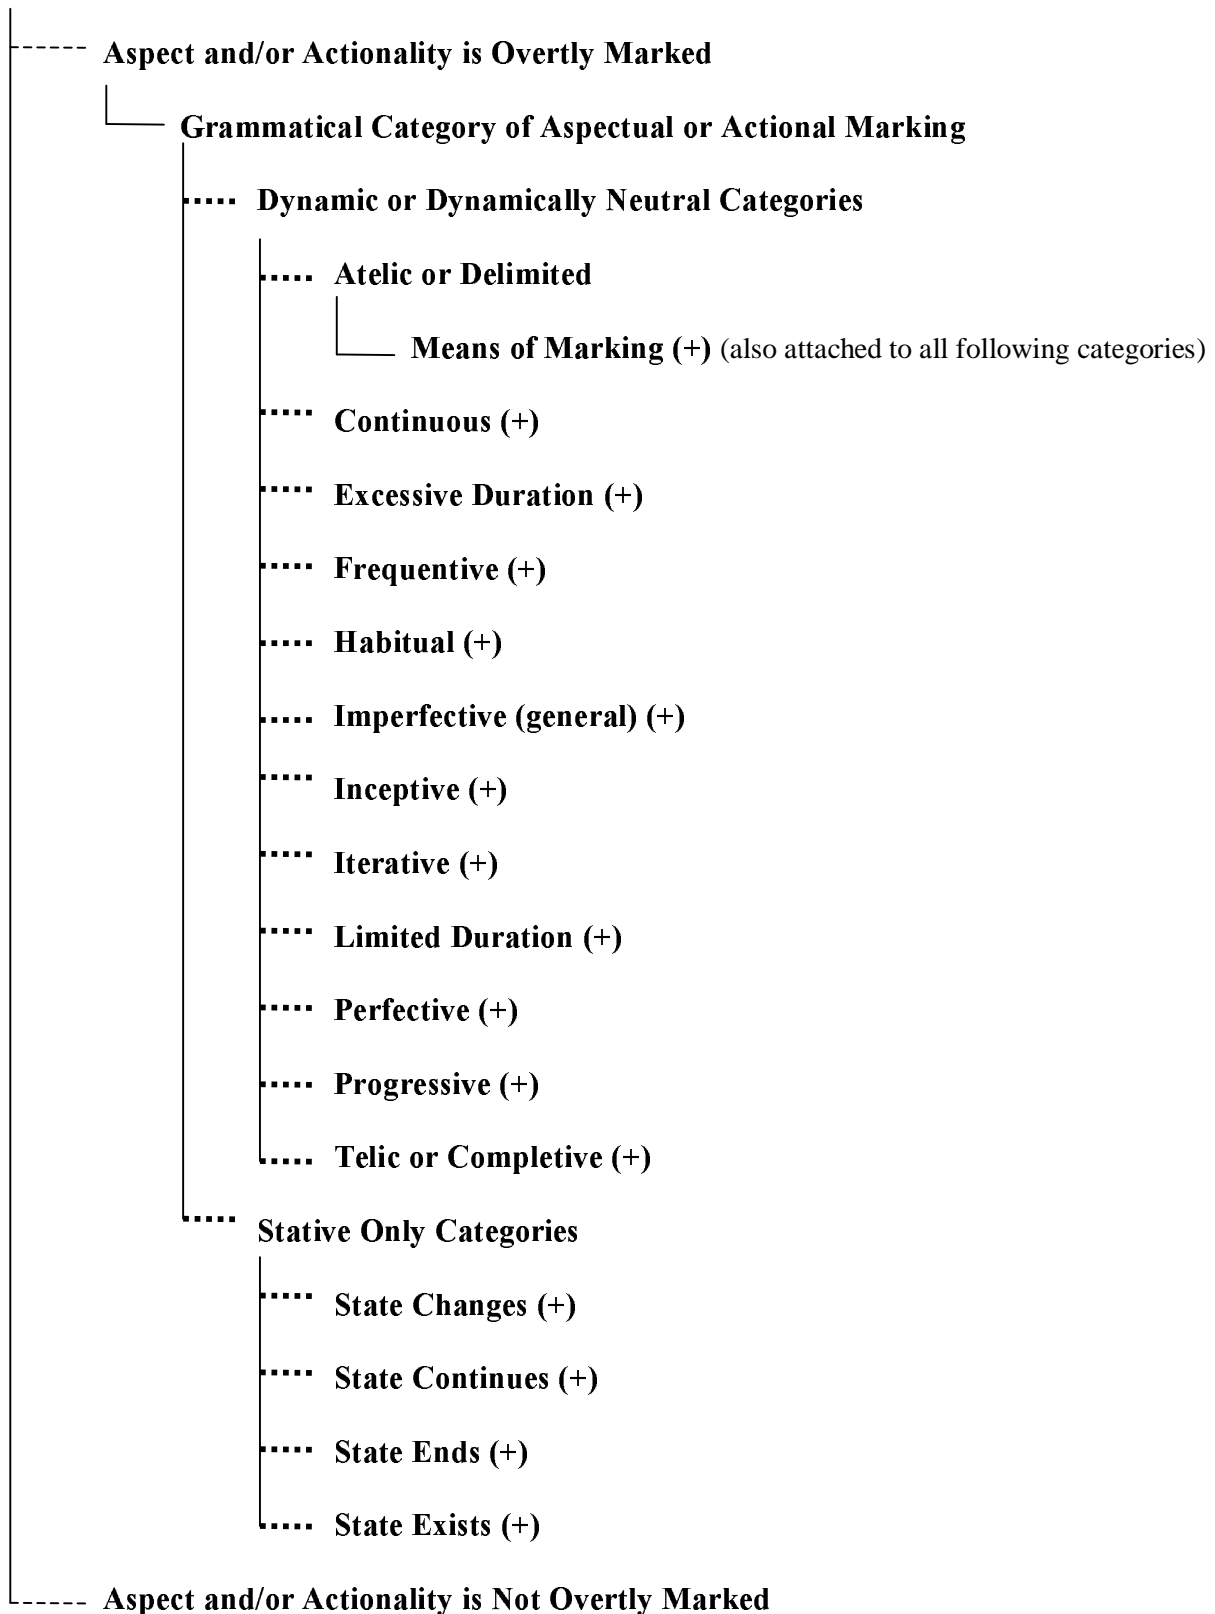 Aspect and/or Actionality is Overtly Marked
Grammatical Category of Aspectual or Actional Marking
Dynamic or Dynamically Neutral Categories
Atelic or Delimited
Means of Marking (+) (also attached to all following categories)
Continuous (+)
Excessive Duration (+)
Frequentive (+)
Habitual (+)
Imperfective (general) (+)
Inceptive (+)
Iterative (+)
Limited Duration (+)
Perfective (+)
Progressive (+)
Telic or Completive (+)
Stative Only Categories
State Changes (+)
State Continues (+)
State Ends (+)
State Exists (+)
Aspect and/or Actionality is Not Overtly Marked